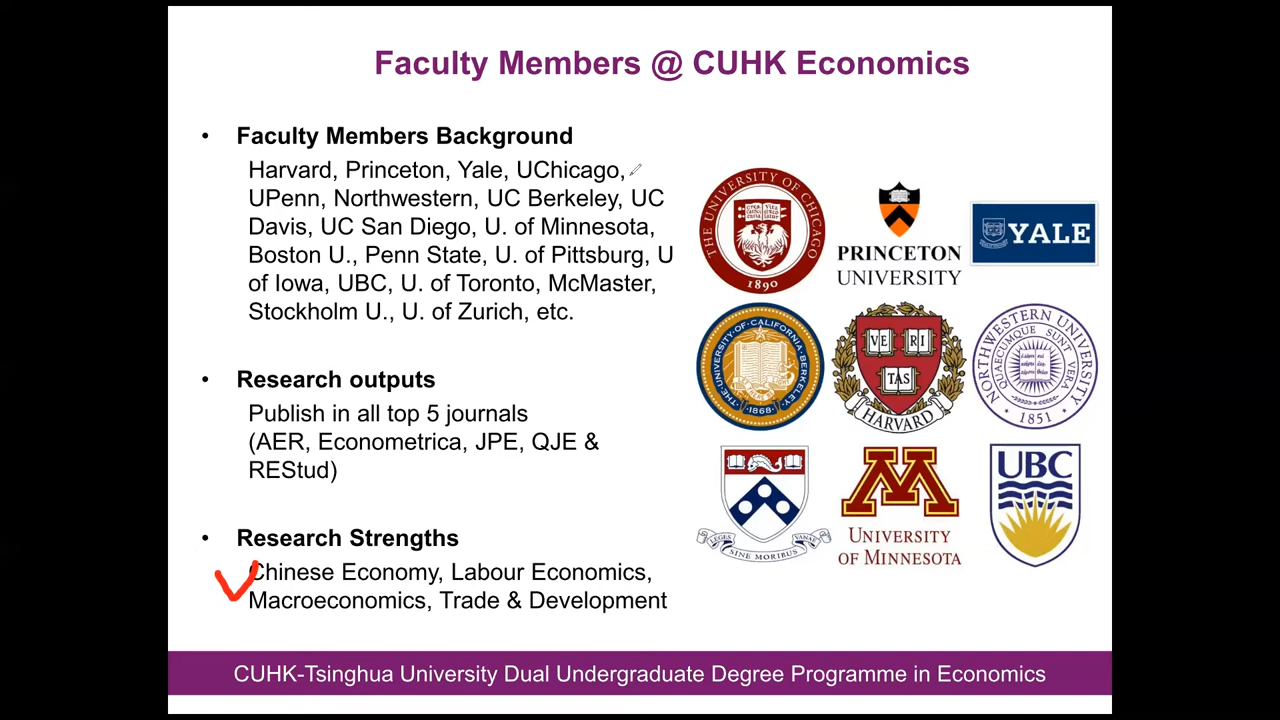 Faculty Members @ CUHK Economics
• Faculty Members Background
Harvard, Princeton, Yale, UChicago,
UPenn, Northwestern, UC Berkeley, UC
Davis, UC San Diego, U. of Minnesota,
Boston U., Penn State, U. of Pittsburg, U
of Iowa, UBC, U. of Toronto, McMaster,
Stockholm U., U. of Zurich, etc.
• Research outputs
Publish in all top 5 journals
(AER, Econometrica, JPE, QJE &
REStud)
• Research Strengths
Chinese Economy, Labour Economics,
Macroeconomics, Trade & Development
THE UNIVERSITY OF CHICAGO
1890
PRINCETON
UNIVERSITY
YALE
THE UNIVERSITY OF CALIFORNIA BERKELEY
1868
VE RI
TAS
HARVARD
NORTHWESTERN UNIVERSITY
QUAECUMQUE SUNT VERA
1851
LEGES SINE MORIBUS VANAE
UNIVERSITY
OF MINNESOTA
UBC
CUHK-Tsinghua University Dual Undergraduate Degree Programme in Economics